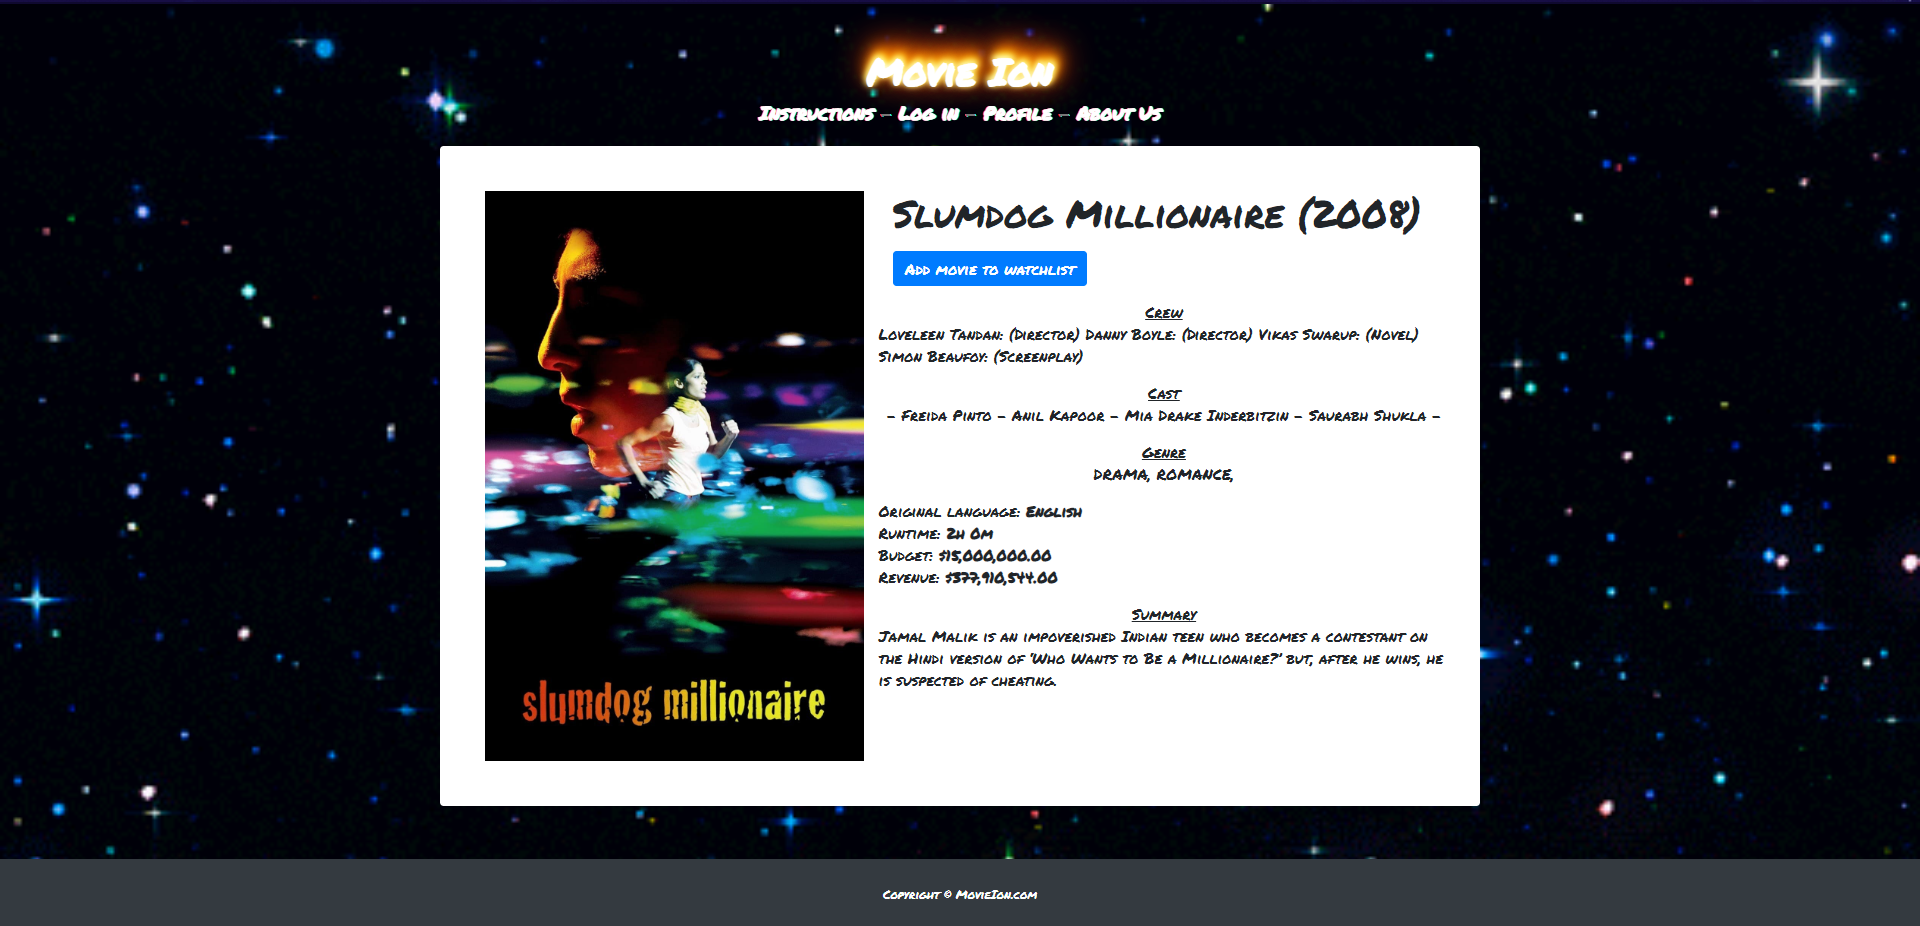 Movie Ion
Instructions - Log in - Profile - About Us
slumdog millionaire
Slumdog Millionaire (2008)
Add movie to watchlist
Crew
Loveleen Tandan: (Director) Danny Boyle: (Director) Vikas Swarup: (Novel)
Simon Beaufoy: (Screenplay)
Cast
- Freida Pinto - Anil Kapoor - Mia Drake Inderbitzin - Saurabh Shukla -
Genre
DRAMA, ROMANCE,
Original language: English
Runtime: 2h 0m
Budget: $15,000,000.00
Revenue: $377,910,544.00
Summary
Jamal Malik is an impoverished Indian teen who becomes a contestant on
the Hindi version of 'Who Wants to Be a Millionaire?' but, after he wins, he
is suspected of cheating.
Copyright © MovieIon.com